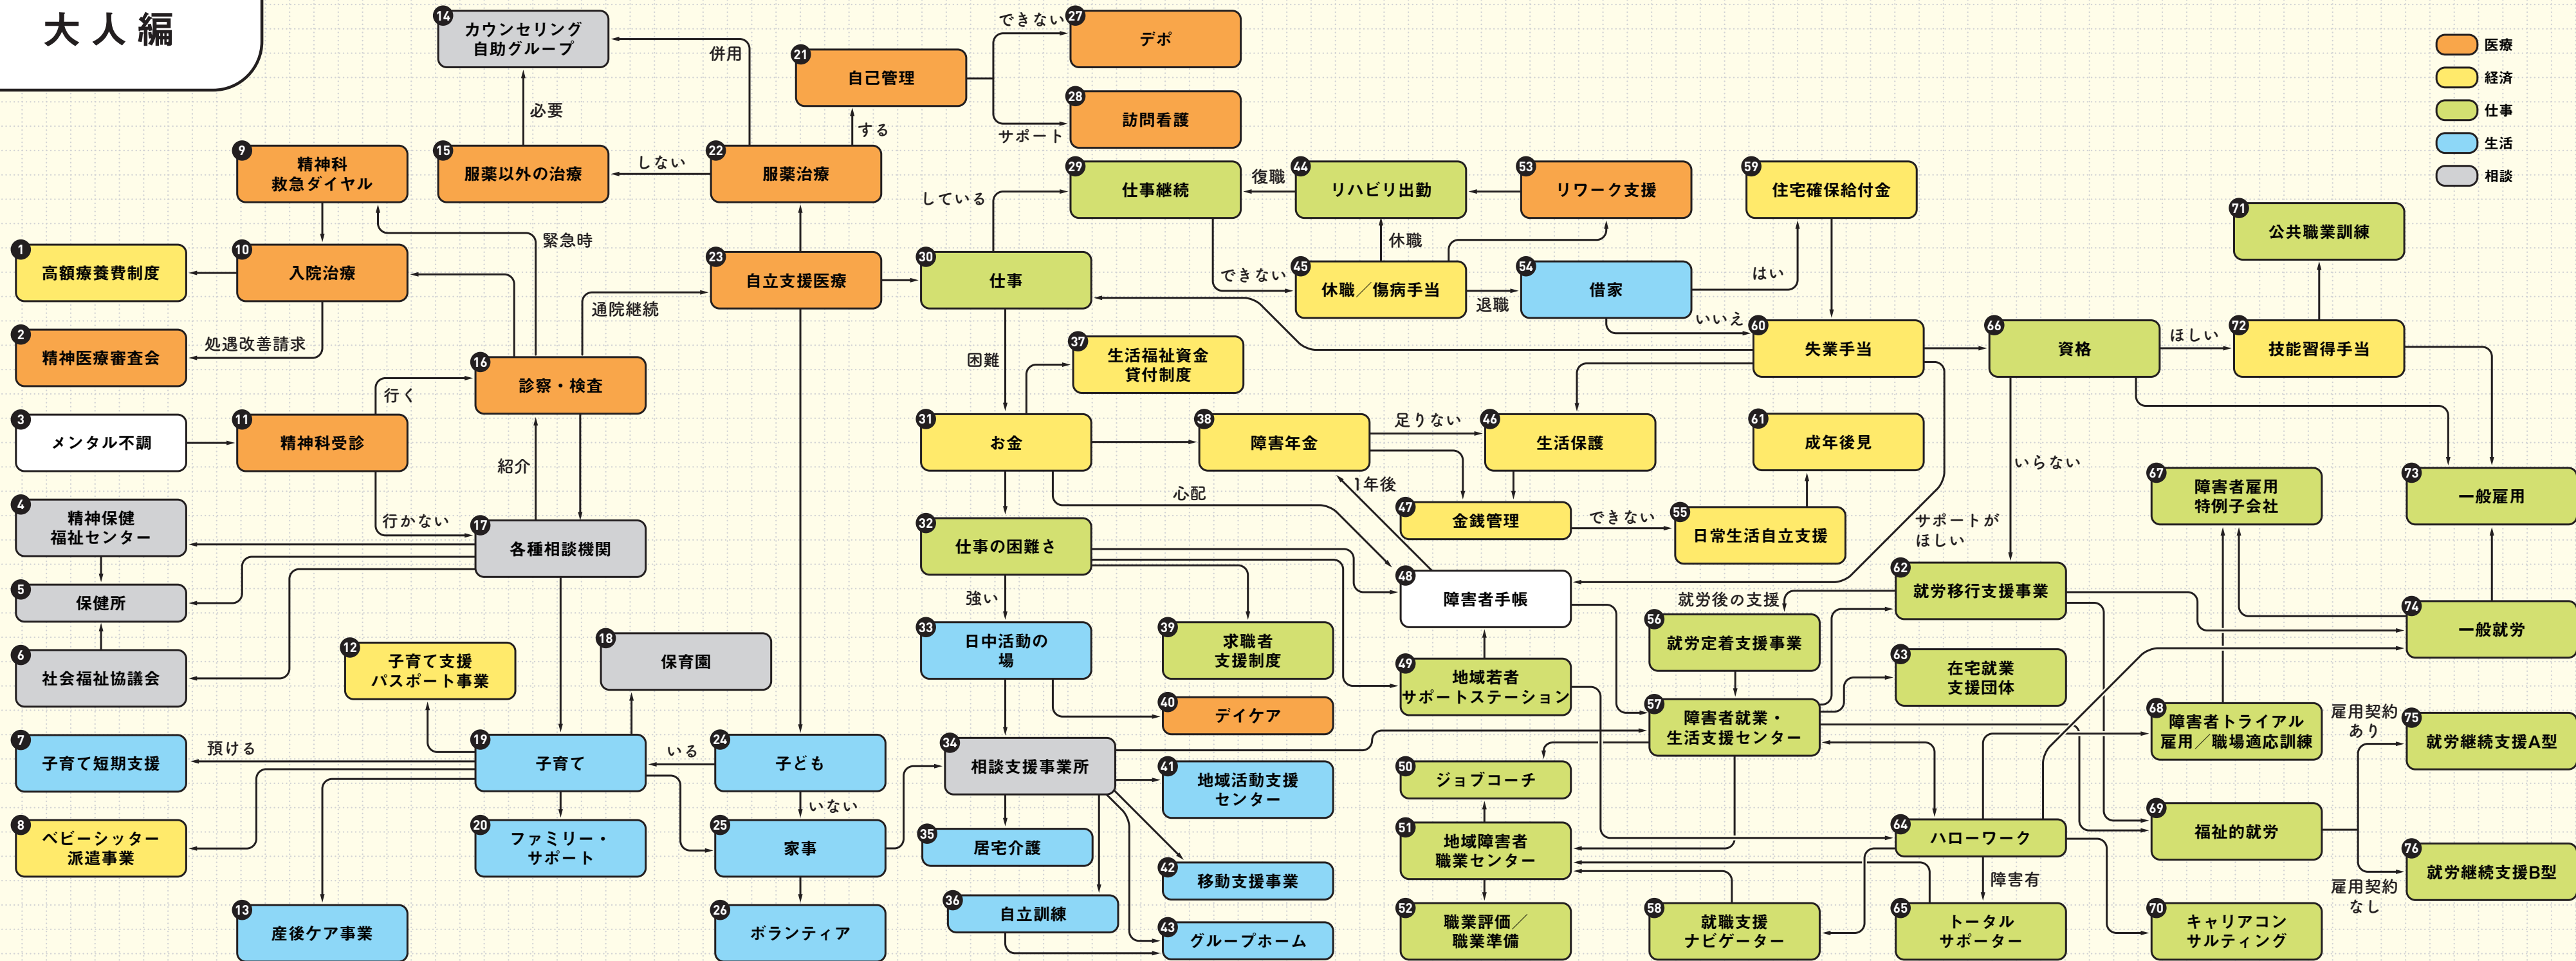 大人編
医療
経済
仕事
生活
相談
1
高額療養費制度
2
精神医療審査会
3
メンタル不調
4
精神保健
福祉センター
5
保健所
6
社会福祉協議会
7
子育て短期支援
8
ベビーシッター
派遣事業
9
精神科
救急ダイヤル
10
入院治療
処遇改善請求
11
精神科受診
行く
行かない
12
子育て支援
パスポート事業
13
産後ケア事業
14
カウンセリング
自助グループ
必要
併用
15
服薬以外の治療
しない
緊急時
16
診察・検査
通院継続
紹介
17
各種相談機関
18
保育園
19
子育て
預ける
20
ファミリー・
サポート
21
自己管理
する
22
服薬治療
23
自立支援医療
24
子ども
いる
いない
25
家事
26
ボランティア
27
デポ
できない
28
訪問看護
サポート
29
仕事継続
している
30
仕事
困難
31
お金
心配
32
仕事の困難さ
強い
33
日中活動の
場
34
相談支援事業所
35
居宅介護
36
自立訓練
37
生活福祉資金
貸付制度
38
障害年金
足りない
1年後
39
求職者
支援制度
40
デイケア
41
地域活動支援
センター
42
移動支援事業
43
グループホーム
44
リハビリ出勤
復職
休職
45
休職／傷病手当
できない
退職
46
生活保護
47
金銭管理
できない
48
障害者手帳
49
地域若者
サポートステーション
50
ジョブコーチ
51
地域障害者
職業センター
52
職業評価／
職業準備
53
リワーク支援
54
借家
はい
いいえ
55
日常生活自立支援
56
就労定着支援事業
就労後の支援
57
障害者就業・
生活支援センター
58
就職支援
ナビゲーター
59
住宅確保給付金
60
失業手当
61
成年後見
サポートが
ほしい
62
就労移行支援事業
63
在宅就業
支援団体
64
ハローワーク
障害有
65
トータル
サポーター
66
資格
ほしい
いらない
67
障害者雇用
特例子会社
68
障害者トライアル
雇用／職場適応訓練
69
福祉的就労
雇用契約
あり
雇用契約
なし
70
キャリアコン
サルティング
71
公共職業訓練
72
技能習得手当
73
一般雇用
74
一般就労
75
就労継続支援A型
76
就労継続支援B型